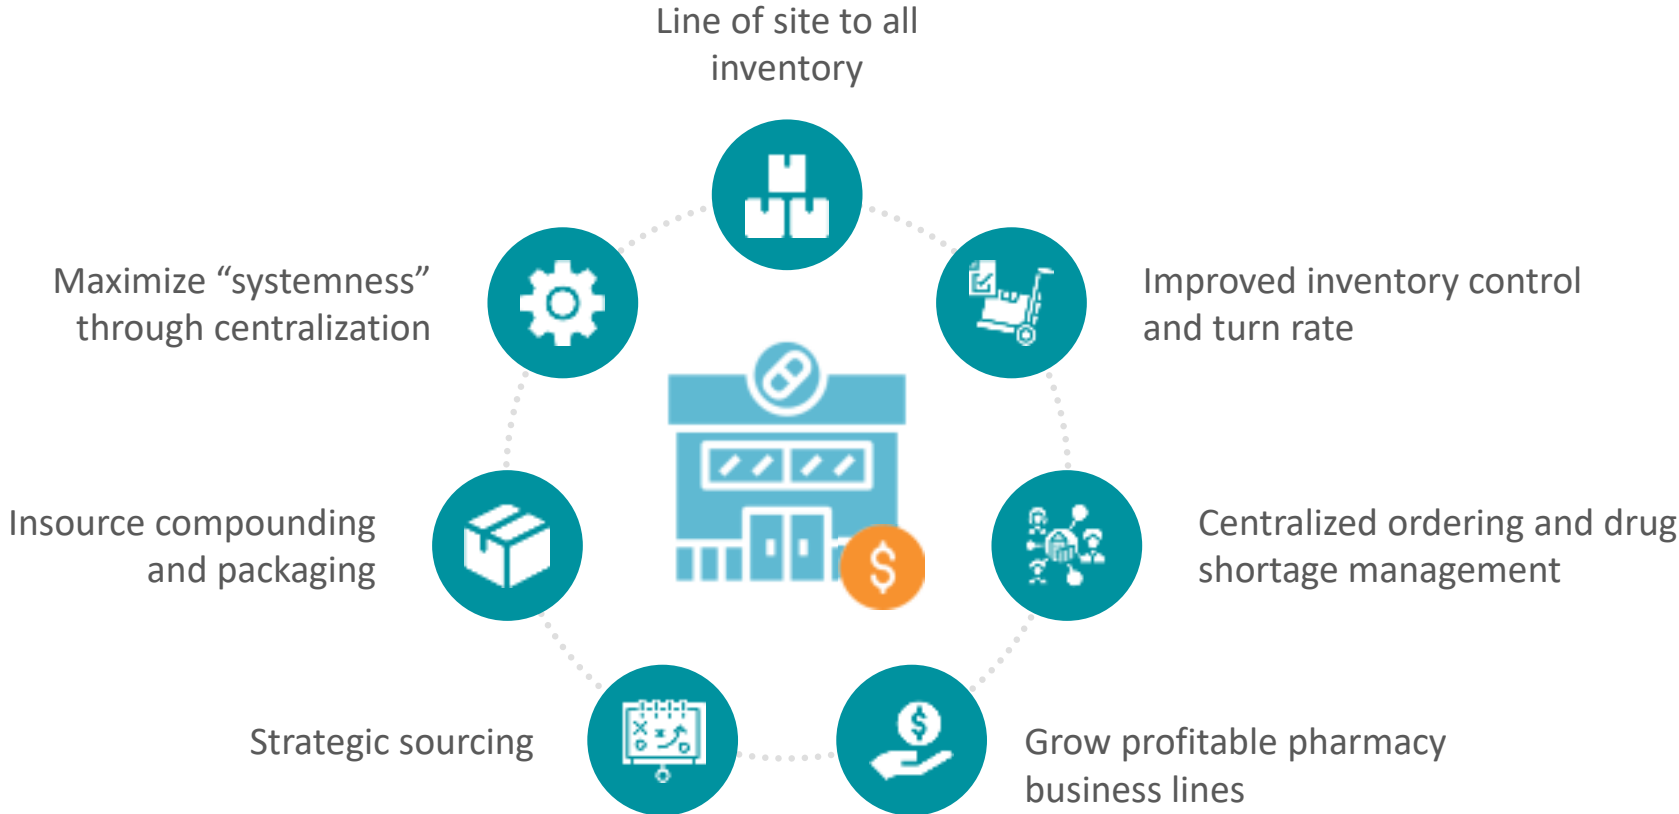 Line of site to all
inventory
Improved inventory control
and turn rate
Centralized ordering and drug
shortage management
Grow profitable pharmacy
business lines
Strategic sourcing
Insource compounding
and packaging
Maximize “systemness”
through centralization
$
$